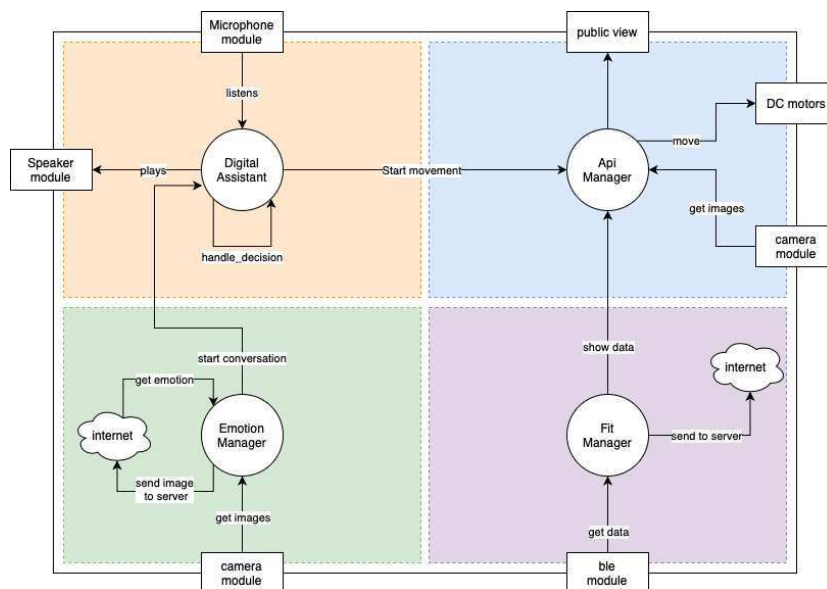 Microphone
module
public view
listens
DC motors
move
Speaker
module
plays
Digital
Assistant
Start movement
Api
Manager
get images
camera
module
handle_decision
start conversation
show data
internet
get emotion
internet
Emotion
Manager
Fit
Manager
send to server
send image
to server
get images
get data
camera
module
ble
module